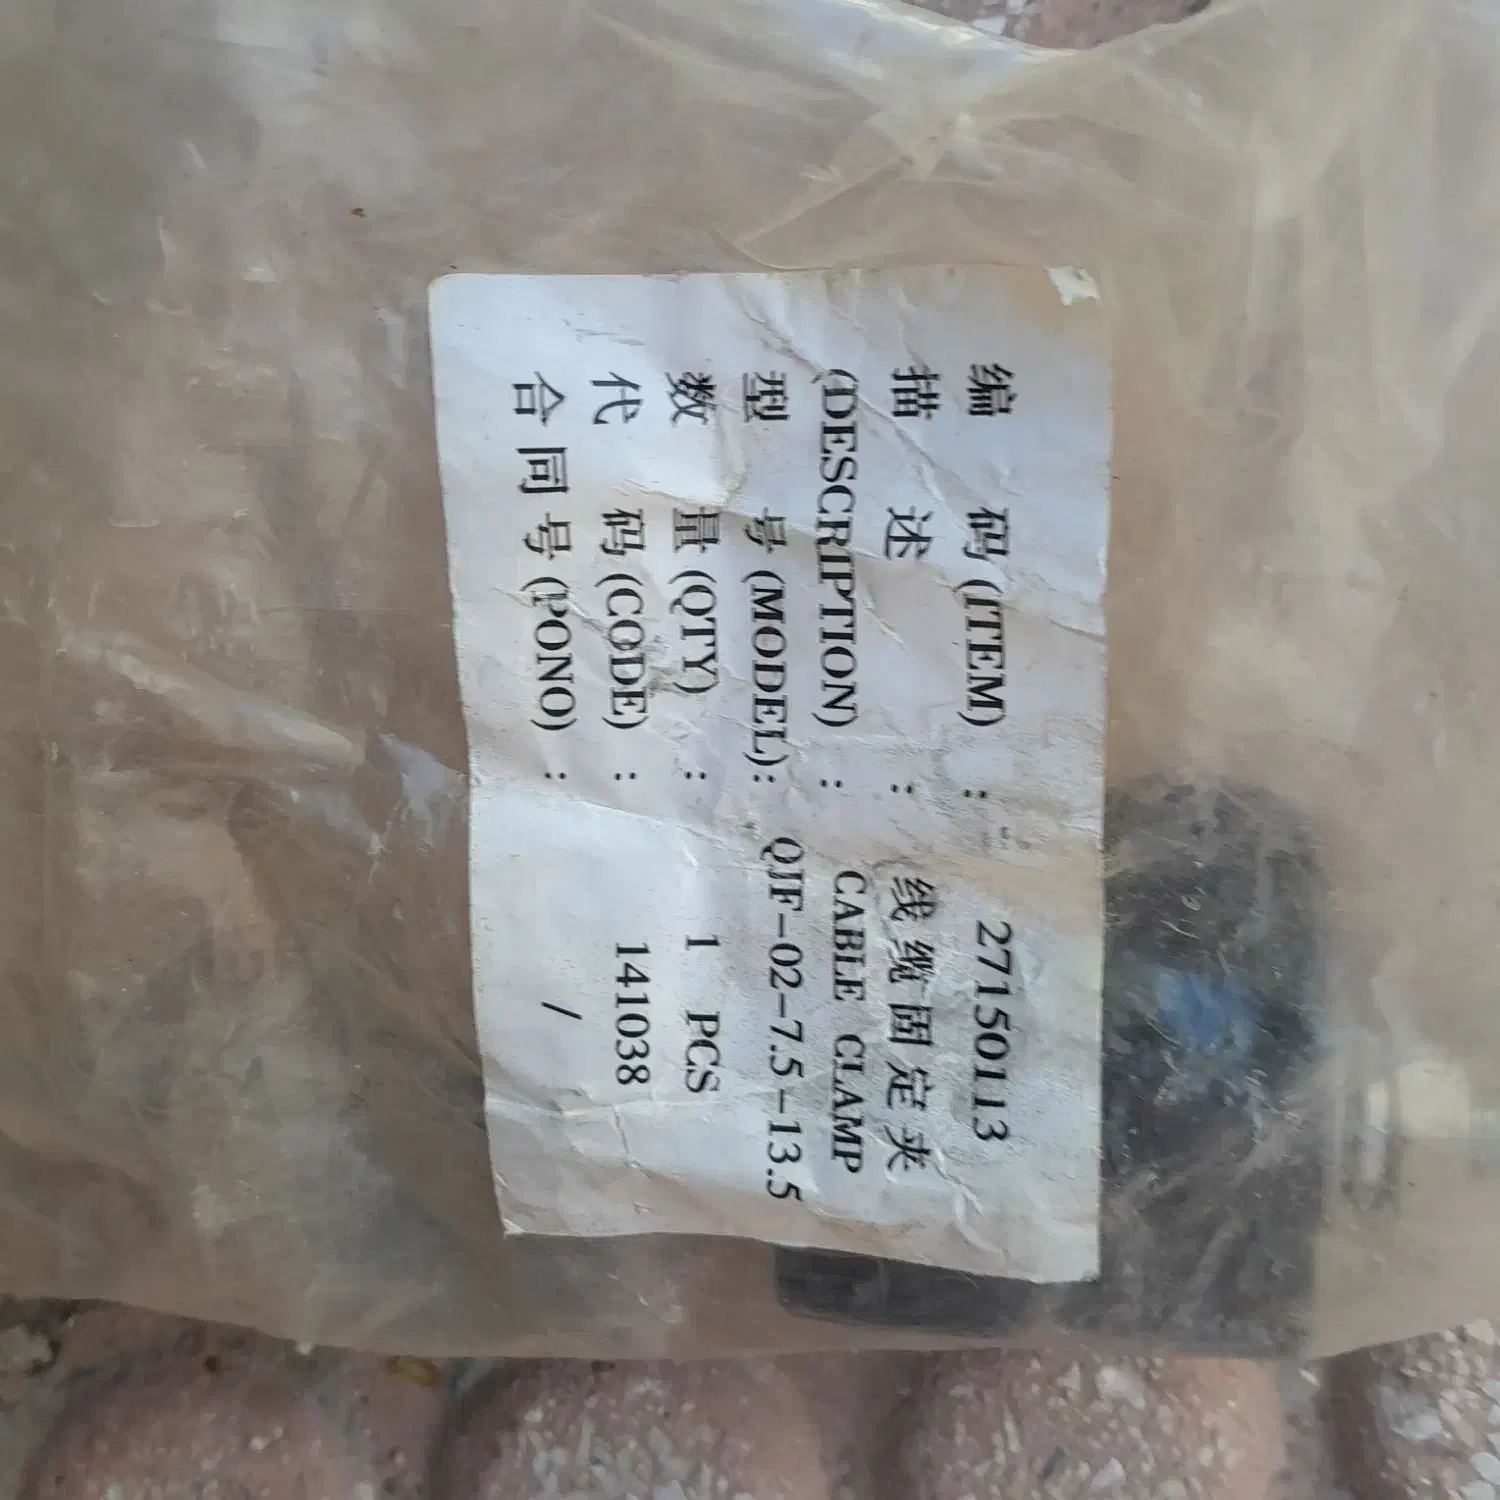 编 码 (ITEM) : 27150113
描 述 : 线缆固定夹
(DESCRIPTION) : CABLE CLAMP
型 号 (MODEL): QJF-02-7.5-13.5
数 量 (QTY) : 1 PCS
代 码 (CODE) : 141038
合同号 (PONO) : /